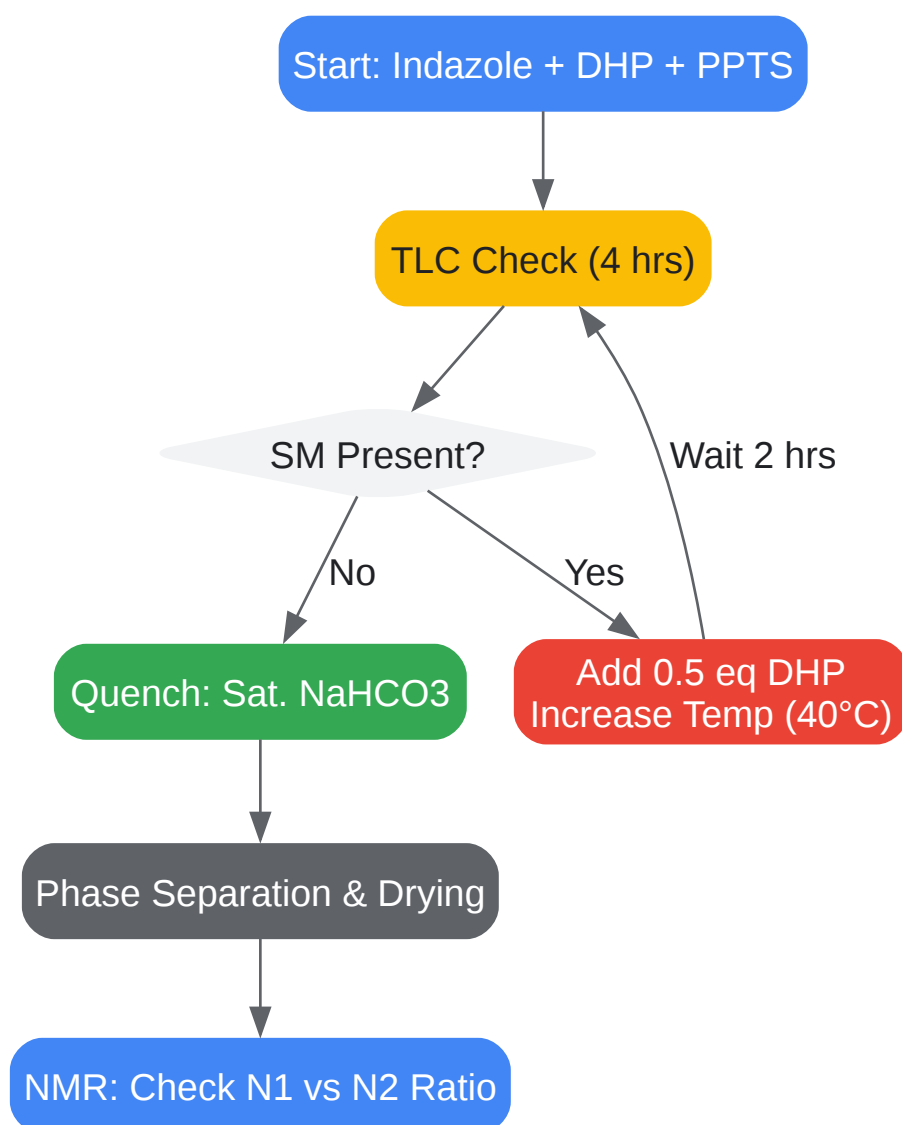 Start: Indazole + DHP + PPTS
TLC Check (4 hrs)
SM Present?
Wait 2 hrs
No
Yes
Quench: Sat. NaHCO3
Add 0.5 eq DHP
Increase Temp (40°C)
Phase Separation & Drying
NMR: Check N1 vs N2 Ratio